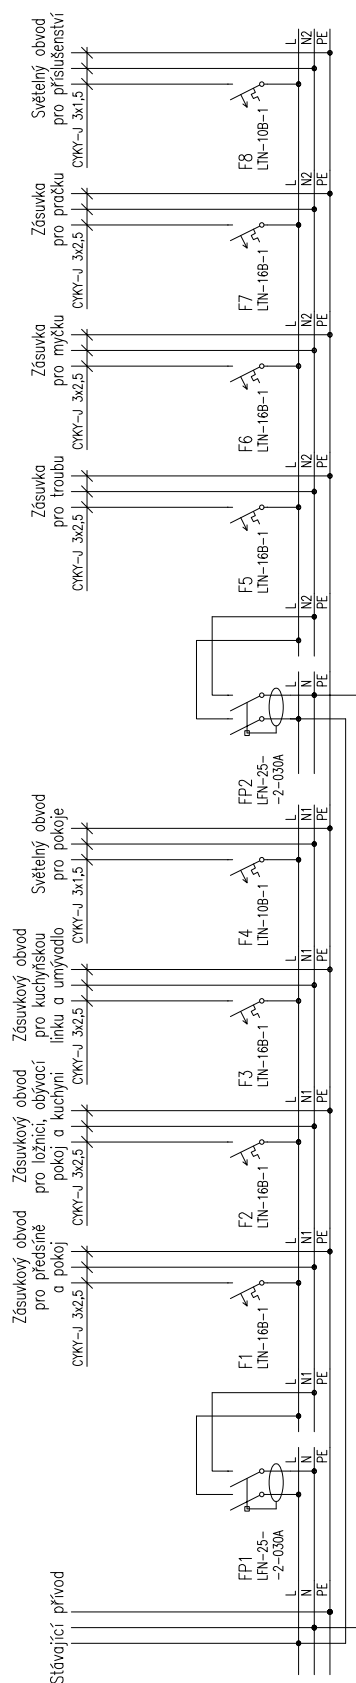 Stávající přívod
L
N
PE
FP1
LFN-25-
-2-030A
L
N
PE
L
N1
PE
Zásuvkový obvod
pro předsíně
a pokoj
CYKY-J 3x2,5
F1
LTN-16B-1
L
N1
PE
Zásuvkový obvod
pro ložnici, obývací
pokoj a kuchyni
CYKY-J 3x2,5
F2
LTN-16B-1
L
N1
PE
Zásuvkový obvod
pro kuchyňskou
linku a umývadlo
CYKY-J 3x2,5
F3
LTN-16B-1
L
N1
PE
Světelný obvod
pro pokoje
CYKY-J 3x1,5
F4
LTN-10B-1
L
N1
PE
FP2
LFN-25-
-2-030A
L
N
PE
L
N2
PE
Zásuvka
pro troubu
CYKY-J 3x2,5
F5
LTN-16B-1
L
N2
PE
Zásuvka
pro myčku
CYKY-J 3x2,5
F6
LTN-16B-1
L
N2
PE
Zásuvka
pro pračku
CYKY-J 3x2,5
F7
LTN-16B-1
L
N2
PE
Světelný obvod
pro příslušenství
CYKY-J 3x1,5
F8
LTN-10B-1
L
N2
PE